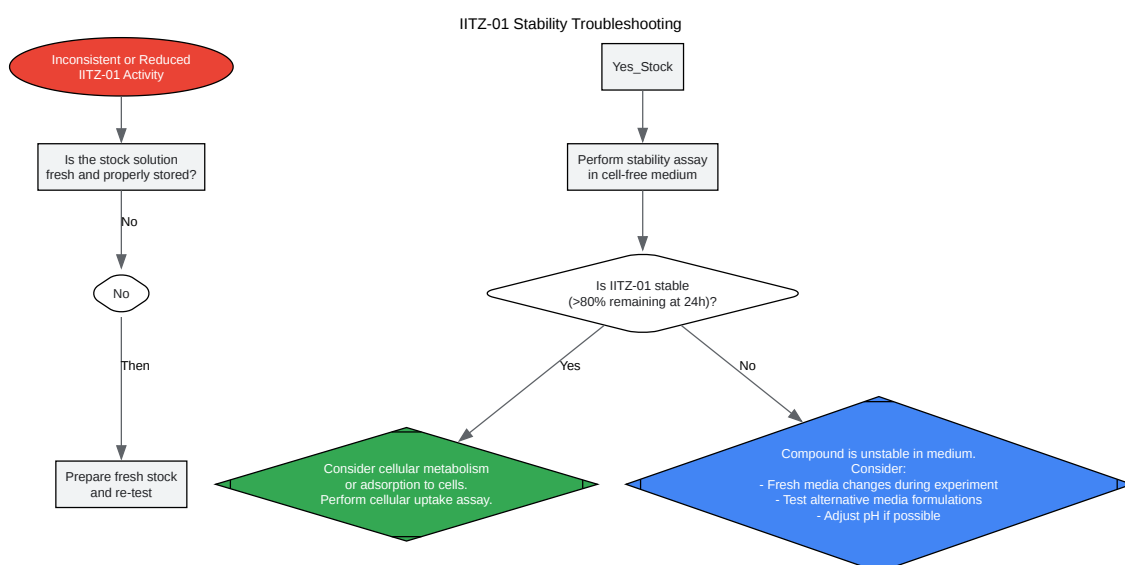 IITZ-01 Stability Troubleshooting
Inconsistent or Reduced
IITZ-01 Activity
Is the stock solution
fresh and properly stored?
No
No
Then
Prepare fresh stock
and re-test
Yes_Stock
Perform stability assay
in cell-free medium
Is IITZ-01 stable
(>80% remaining at 24h)?
Yes
No
Consider cellular metabolism
or adsorption to cells.
Perform cellular uptake assay.
Compound is unstable in medium.
Consider:
- Fresh media changes during experiment
- Test alternative media formulations
- Adjust pH if possible